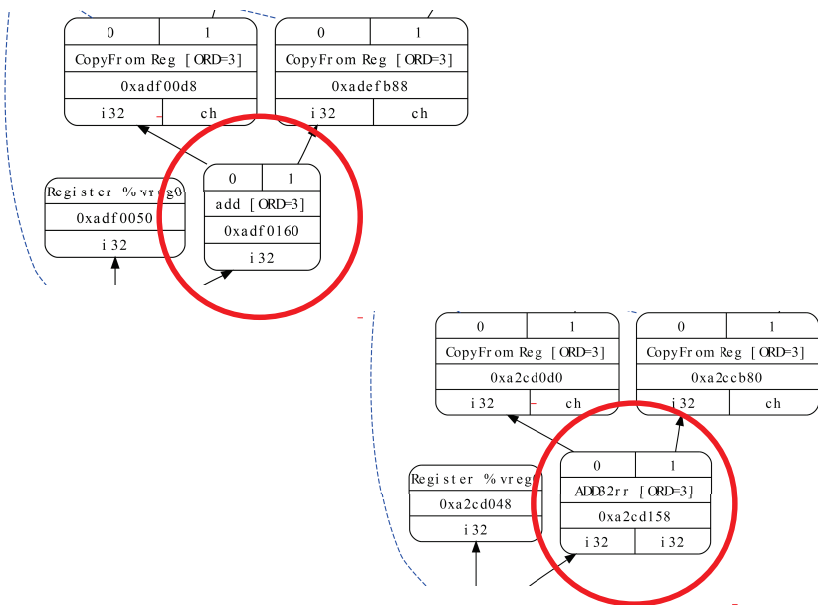 0 1
CopyFromReg [ORD=3]
0xadf00d8
i32 ch
0 1
CopyFromReg [ORD=3]
0xadefb88
i32 ch
Register %vreg0
0xadf0050
i32
0 1
add [ORD=3]
0xadf0160
i32
0 1
CopyFromReg [ORD=3]
0xa2cd0d0
i32 ch
0 1
CopyFromReg [ORD=3]
0xa2ccb80
i32 ch
Register %vreg0
0xa2cd048
i32
0 1
ADD32rr [ORD=3]
0xa2cd158
i32 i32